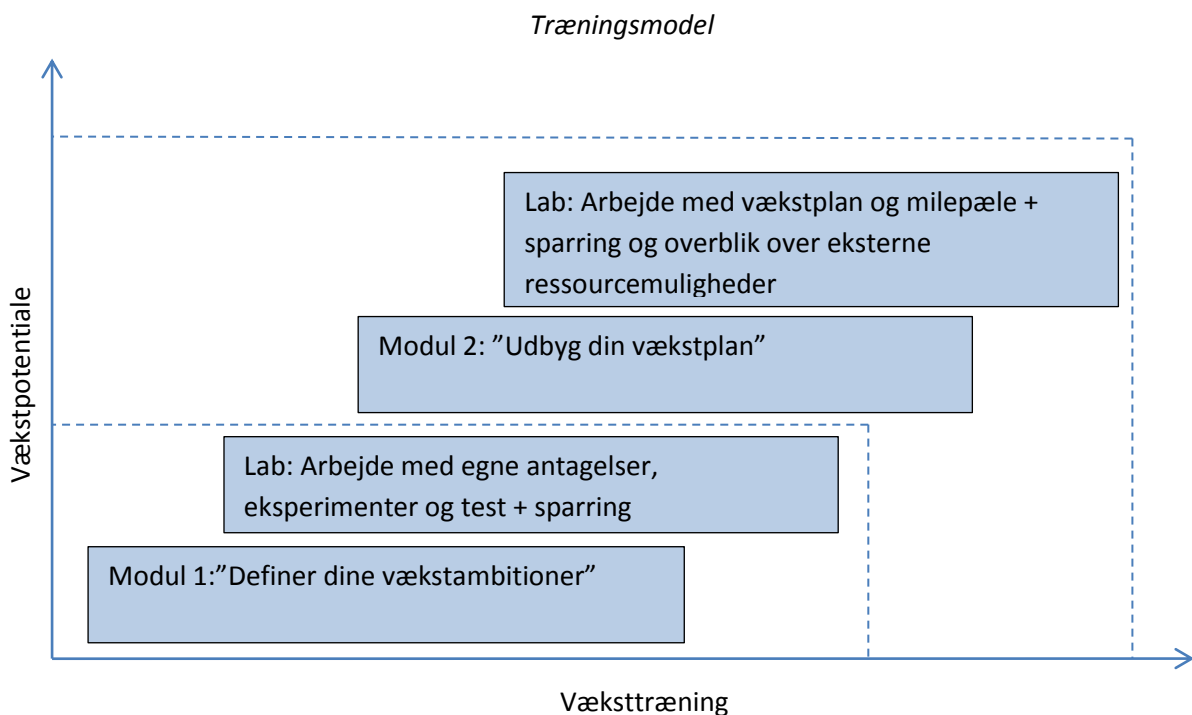 Træningsmodel
Lab: Arbejde med vækstplan og milepæle +
sparring og overblik over eksterne
ressourcemuligheder
Modul 2: ”Udbyg din vækstplan”
Vækstpotentiale
Lab: Arbejde med egne antagelser,
eksperimenter og test + sparring
Modul 1:”Definer dine vækstambitioner”
Væksttræning